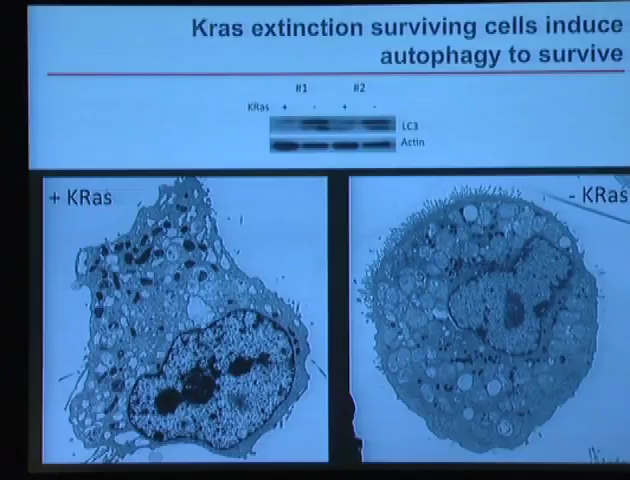 Kras extinction surviving cells induce
autophagy to survive
#1 #2
KRas + - + -
LC3
Actin
+ KRas
- KRas